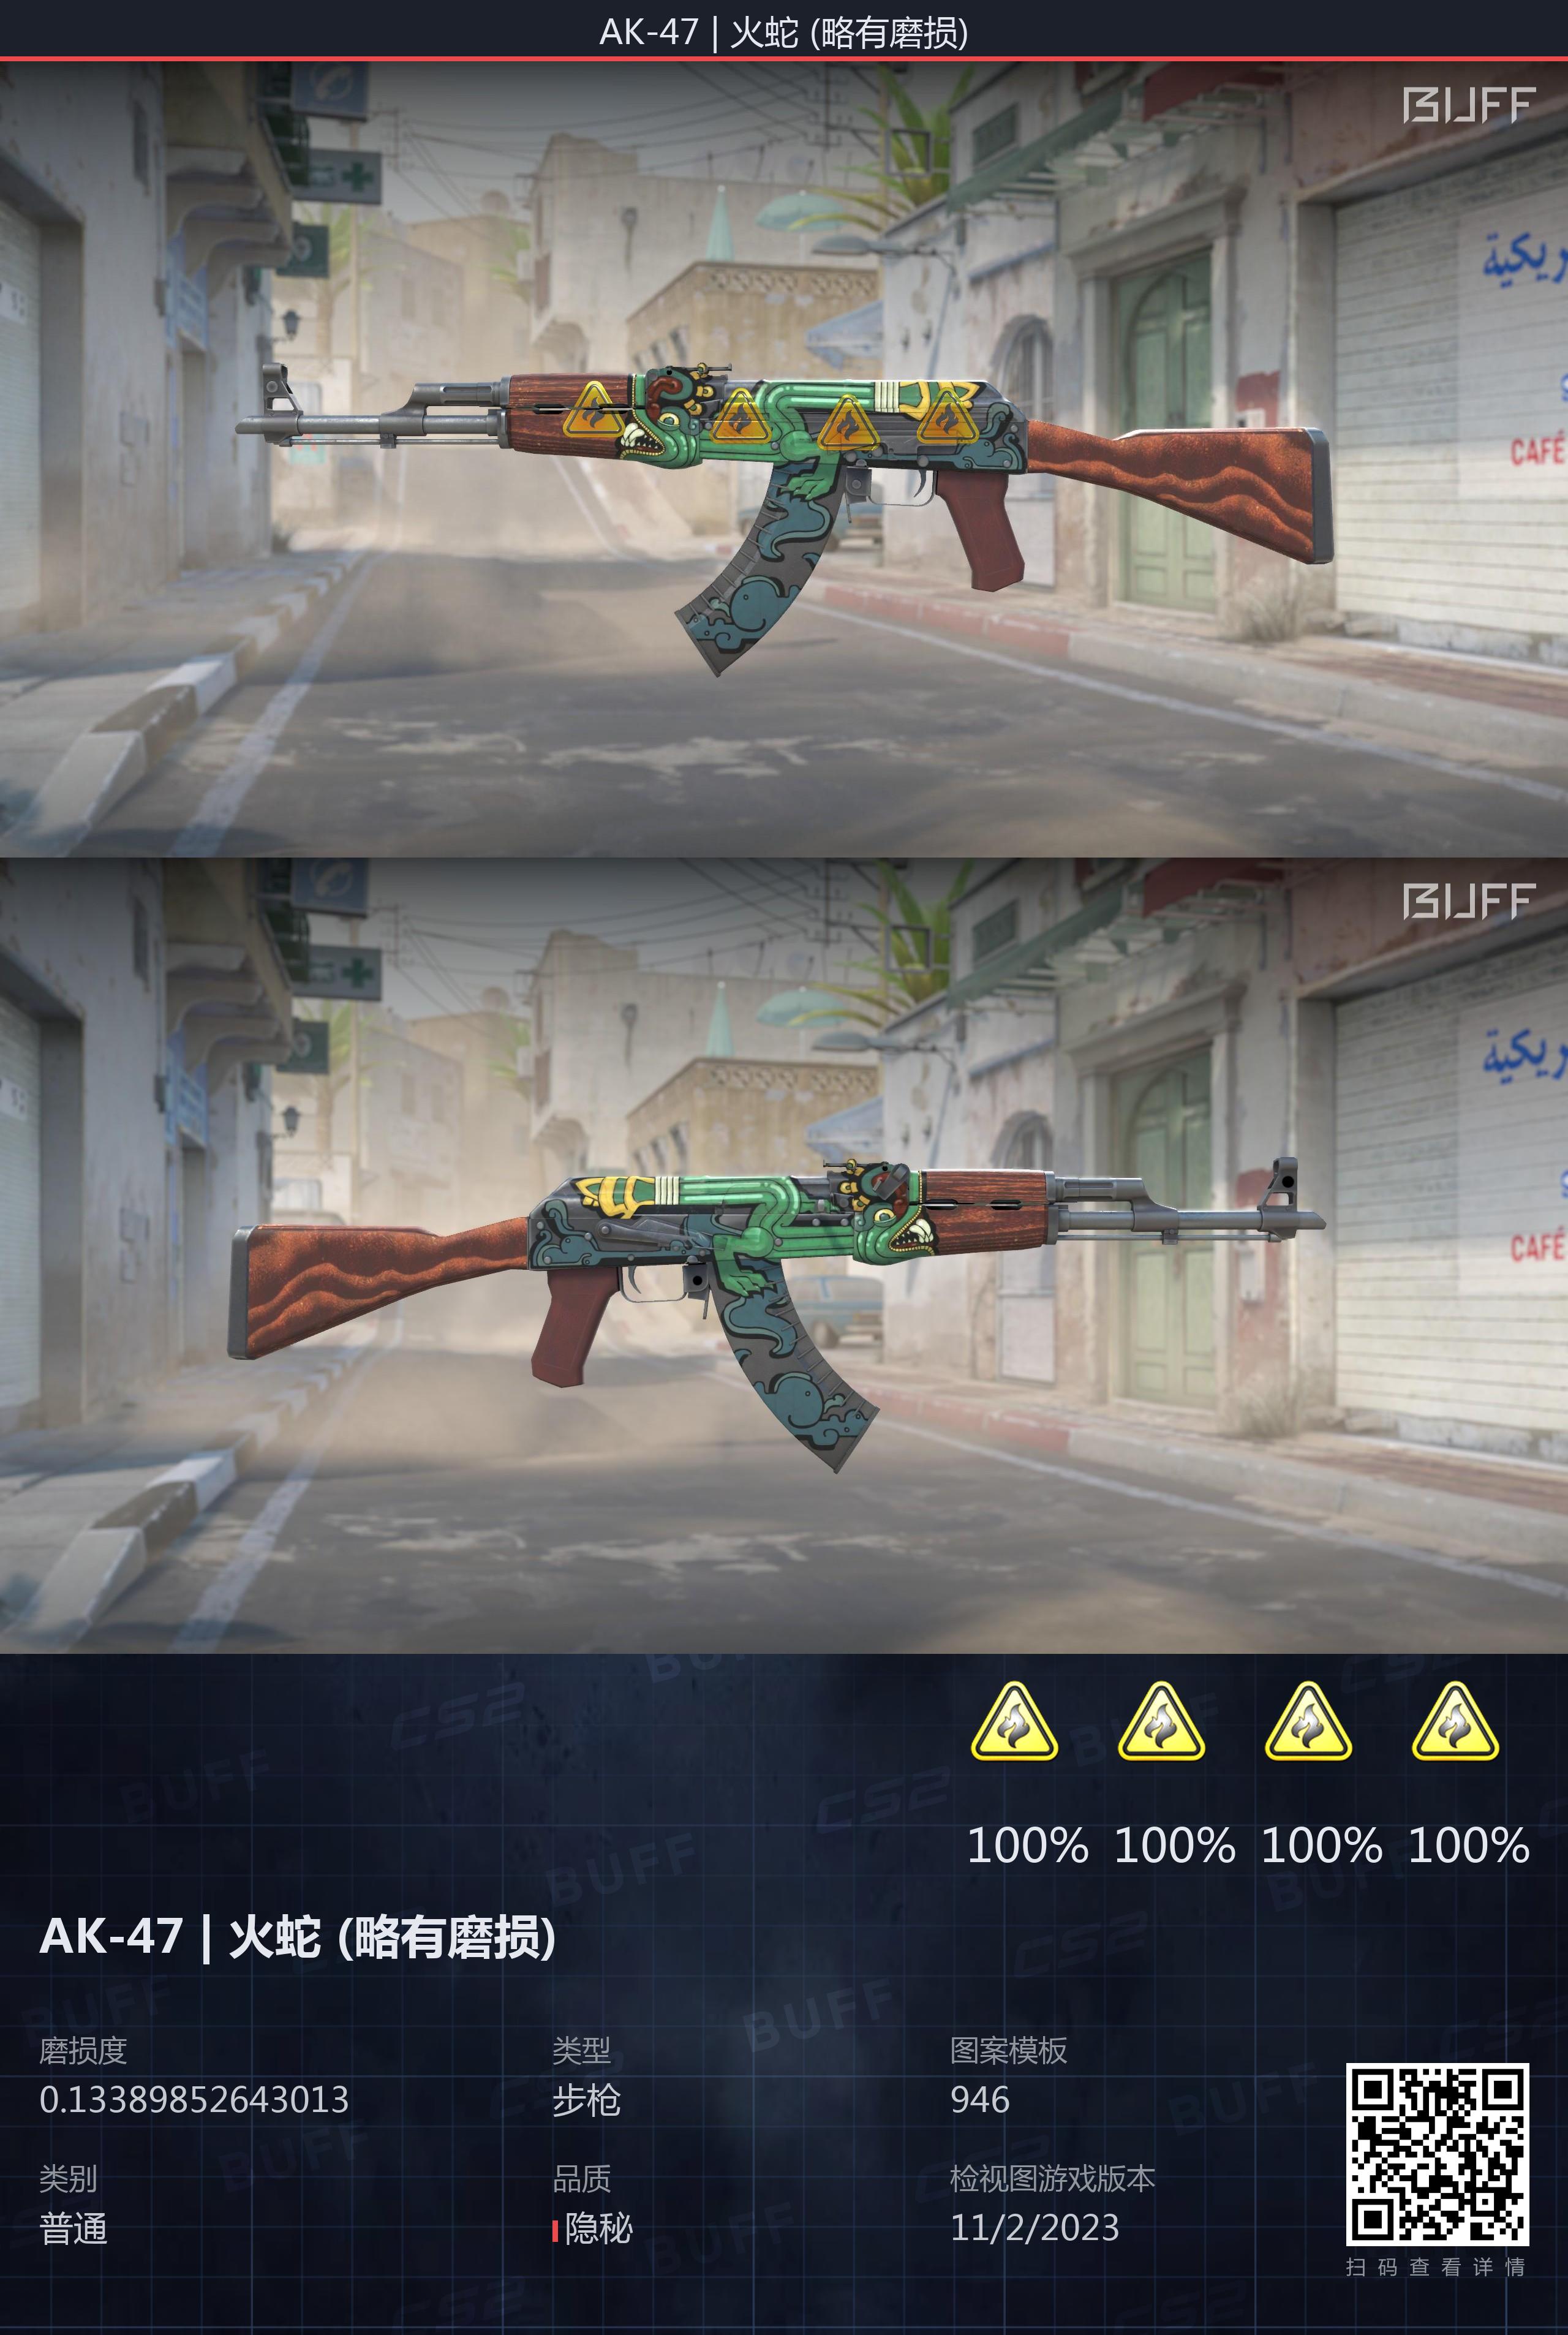 AK-47 | 火蛇 (略有磨损)
BUFF
CAFÉ
BUFF
CAFÉ
100% 100% 100% 100%
AK-47 | 火蛇 (略有磨损)
磨损度 类型 图案模板
0.13389852643013 步枪 946
类别 品质 检视图游戏版本
普通 隐秘 11/2/2023
扫码查看详情